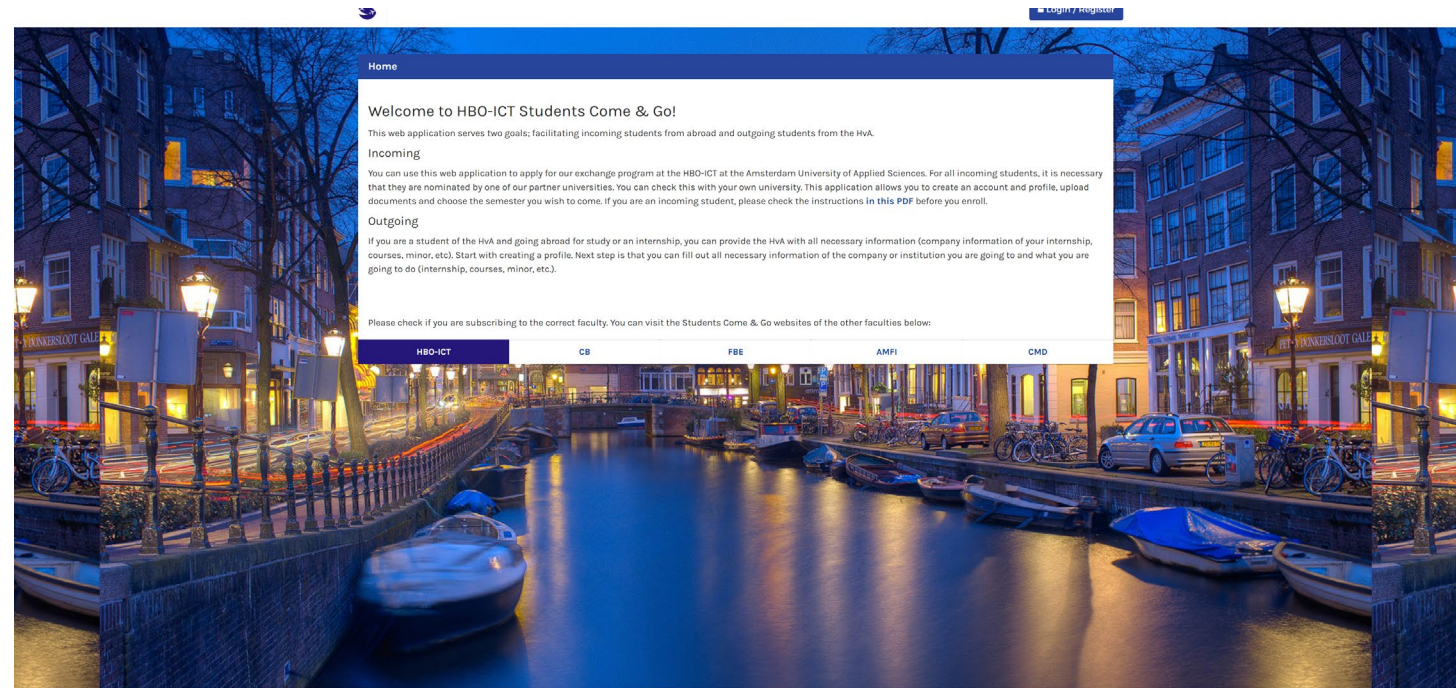 Login / Register
Home
Welcome to HBO-ICT Students Come & Go!
This web application serves two goals; facilitating incoming students from abroad and outgoing students from the HvA.
Incoming
You can use this web application to apply for our exchange program at the HBO-ICT at the Amsterdam University of Applied Sciences. For all incoming students, it is necessary
that they are nominated by one of our partner universities. You can check this with your own university. This application allows you to create an account and profile, upload
documents and choose the semester you wish to come. If you are an incoming student, please check the instructions in this PDF before you enroll.
Outgoing
If you are a student of the HvA and going abroad for study or an internship, you can provide the HvA with all necessary information (company information of your internship,
courses, minor, etc). Start with creating a profile. Next step is that you can fill out all necessary information of the company or institution you are going to and what you are
going to do (internship, courses, minor, etc.).
Please check if you are subscribing to the correct faculty. You can visit the Students Come & Go websites of the other faculties below:
HBO-ICT CB FBE AMFI CMD